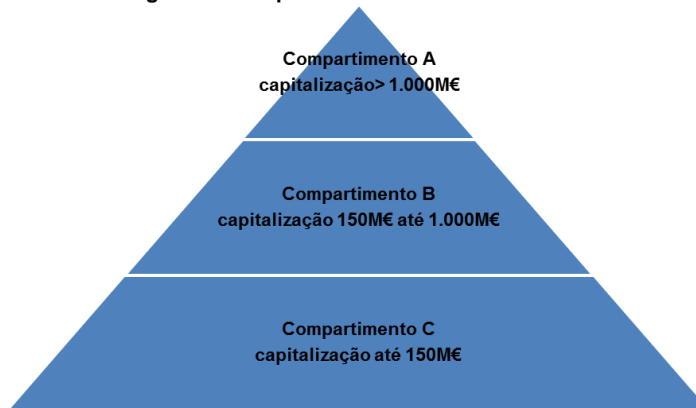 Compartimento A
capitalização> 1.000M€
Compartimento B
capitalização 150M€ até 1.000M€
Compartimento C
capitalização até 150M€